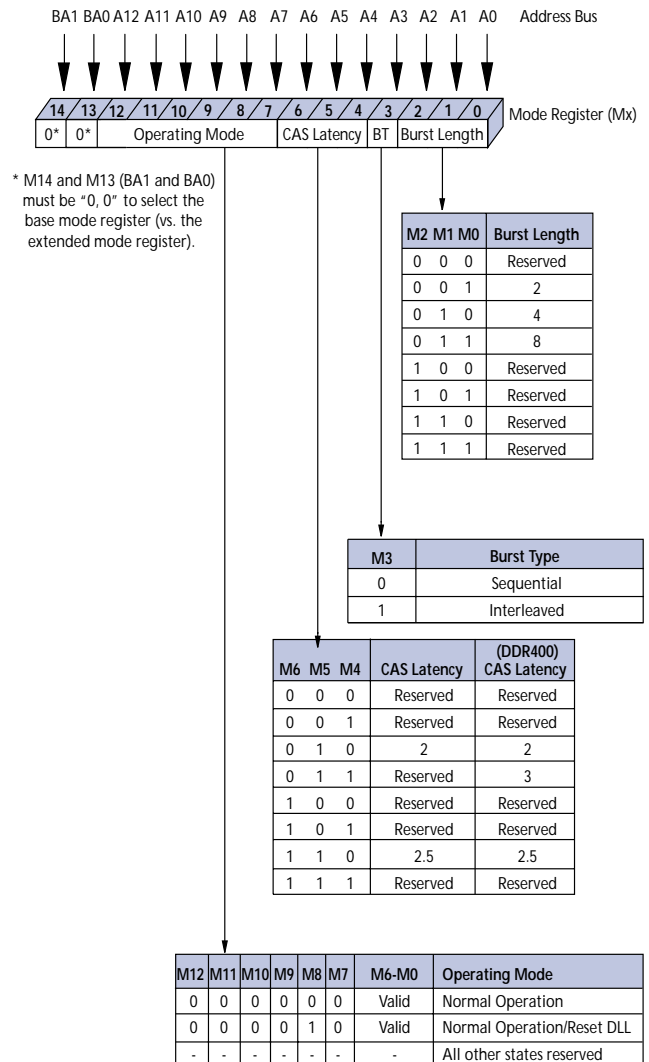 BA1 BA0 A12 A11 A10 A9 A8 A7 A6 A5 A4 A3 A2 A1 A0 Address Bus
14 13 12 11 10 9 8 7 6 5 4 3 2 1 0 Mode Register (Mx)
0* 0* Operating Mode CAS Latency BT Burst Length
* M14 and M13 (BA1 and BA0)
must be "0, 0" to select the
base mode register (vs. the
extended mode register).
M2 M1 M0 Burst Length
0 0 0 Reserved
0 0 1 2
0 1 0 4
0 1 1 8
1 0 0 Reserved
1 0 1 Reserved
1 1 0 Reserved
1 1 1 Reserved
M3 Burst Type
0 Sequential
1 Interleaved
(DDR400)
M6 M5 M4 CAS Latency CAS Latency
0 0 0 Reserved Reserved
0 0 1 Reserved Reserved
0 1 0 2 2
0 1 1 Reserved 3
1 0 0 Reserved Reserved
1 0 1 Reserved Reserved
1 1 0 2.5 2.5
1 1 1 Reserved Reserved
M12 M11 M10 M9 M8 M7 M6-M0 Operating Mode
0 0 0 0 0 0 Valid Normal Operation
0 0 0 0 1 0 Valid Normal Operation/Reset DLL
- - - - - - - All other states reserved